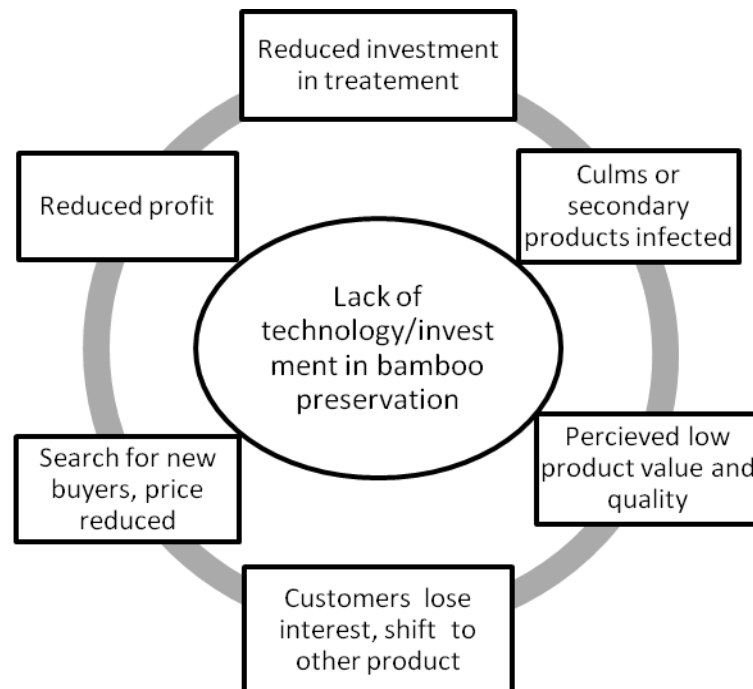 Reduced investment
in treatement
Culms or
secondary
products infected
Percieved low
product value and
quality
Customers lose
interest, shift to
other product
Search for new
buyers, price
reduced
Reduced profit
Lack of
technology/invest
ment in bamboo
preservation